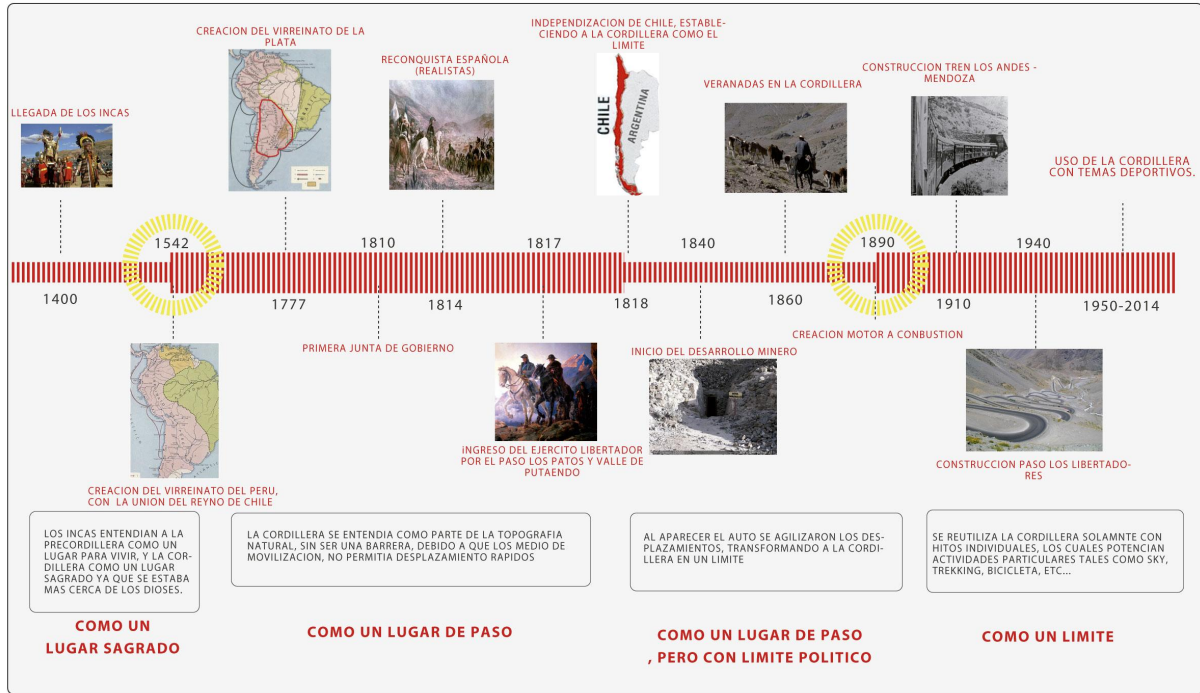 CREACION DEL VIRREINATO DE LA
PLATA
RECONQUISTA ESPAÑOLA
(REALISTAS)
INDEPENDIZACION DE CHILE, ESTABLE-
CIENDO A LA CORDILLERA COMO EL
LIMITE
CHILE
ARGENTINA
VERANADAS EN LA CORDILLERA
CONSTRUCCION TREN LOS ANDES -
MENDOZA
LLEGADA DE LOS INCAS
USO DE LA CORDILLERA
CON TEMAS DEPORTIVOS.
1542
1810
1817
1840
1890
1940
1400
1777
1814
1818
1860
1910
1950-2014
PRIMERA JUNTA DE GOBIERNO
INICIO DEL DESARROLLO MINERO
CREACION MOTOR A CONBUSTION
CREACION DEL VIRREINATO DEL PERU,
CON LA UNION DEL REYNO DE CHILE
iNGRESO DEL EJERCITO LIBERTADOR
POR EL PASO LOS PATOS Y VALLE DE
PUTAENDO
CONSTRUCCION PASO LOS LIBERTADO-
RES
LOS INCAS ENTENDIAN A LA
PRECORDILLERA COMO UN
LUGAR PARA VIVIR, Y LA COR-
DILLERA COMO UN LUGAR
SAGRADO YA QUE SE ESTABA
MAS CERCA DE LOS DIOSES.
LA CORDILLERA SE ENTENDIA COMO PARTE DE LA TOPOGRAFIA
NATURAL, SIN SER UNA BARRERA, DEBIDO A QUE LOS MEDIO DE
MOVILIZACION, NO PERMITIA DESPLAZAMIENTO RAPIDOS
AL APARECER EL AUTO SE AGILIZARON LOS DES-
PLAZAMIENTOS, TRANSFORMANDO A LA CORDI-
LLERA EN UN LIMITE
SE REUTILIZA LA CORDILLERA SOLAMNTE CON
HITOS INDIVIDUALES, LOS CUALES POTENCIAN
ACTIVIDADES PARTICULARES TALES COMO SKY,
TREKKING, BICICLETA, ETC...
COMO UN
LUGAR SAGRADO
COMO UN LUGAR DE PASO
COMO UN LUGAR DE PASO
, PERO CON LIMITE POLITICO
COMO UN LIMITE